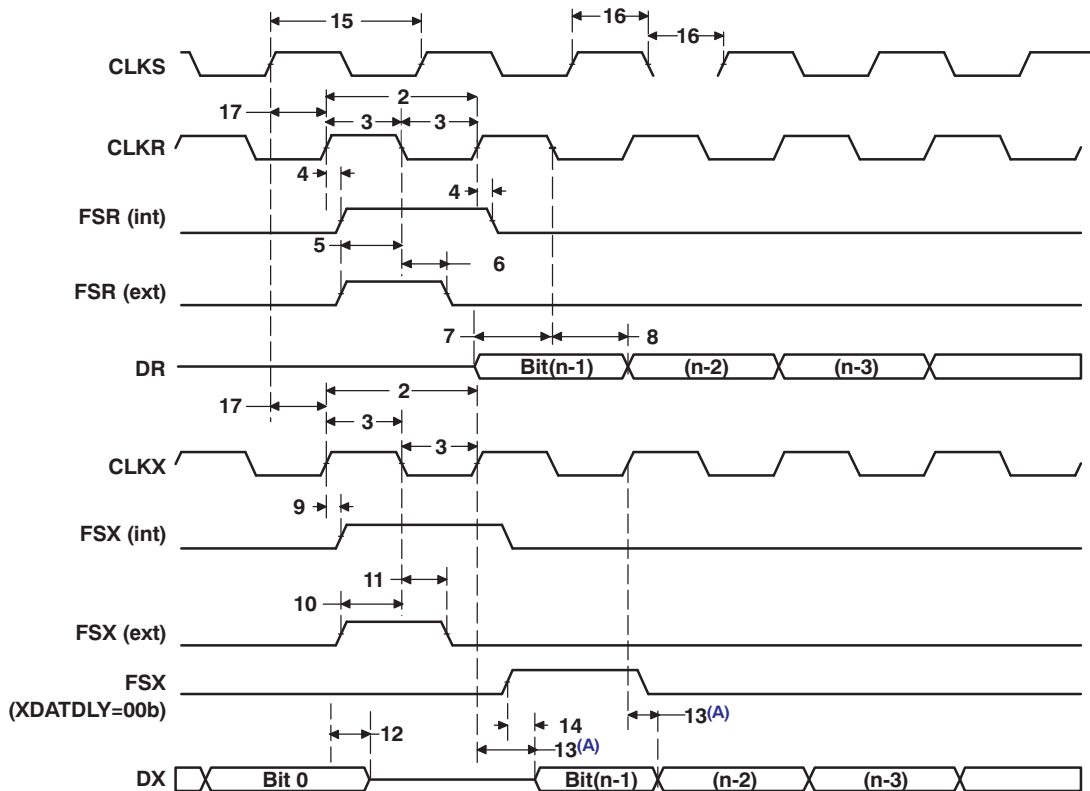 15
16
16
CLKS
2
17
3
3
CLKR
4
4
FSR (int)
5
6
FSR (ext)
7
8
DR
Bit(n-1)
(n-2)
(n-3)
2
17
3
3
CLKX
9
FSX (int)
11
10
FSX (ext)
FSX
(XDATDLY=00b)
14
13(A)
12
13(A)
DX
Bit 0
Bit(n-1)
(n-2)
(n-3)